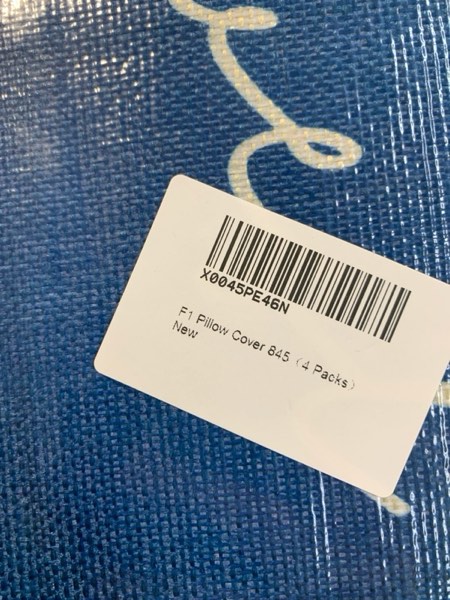 X0045PE46N
F1 Pillow Cover 845（4 Packs）
New